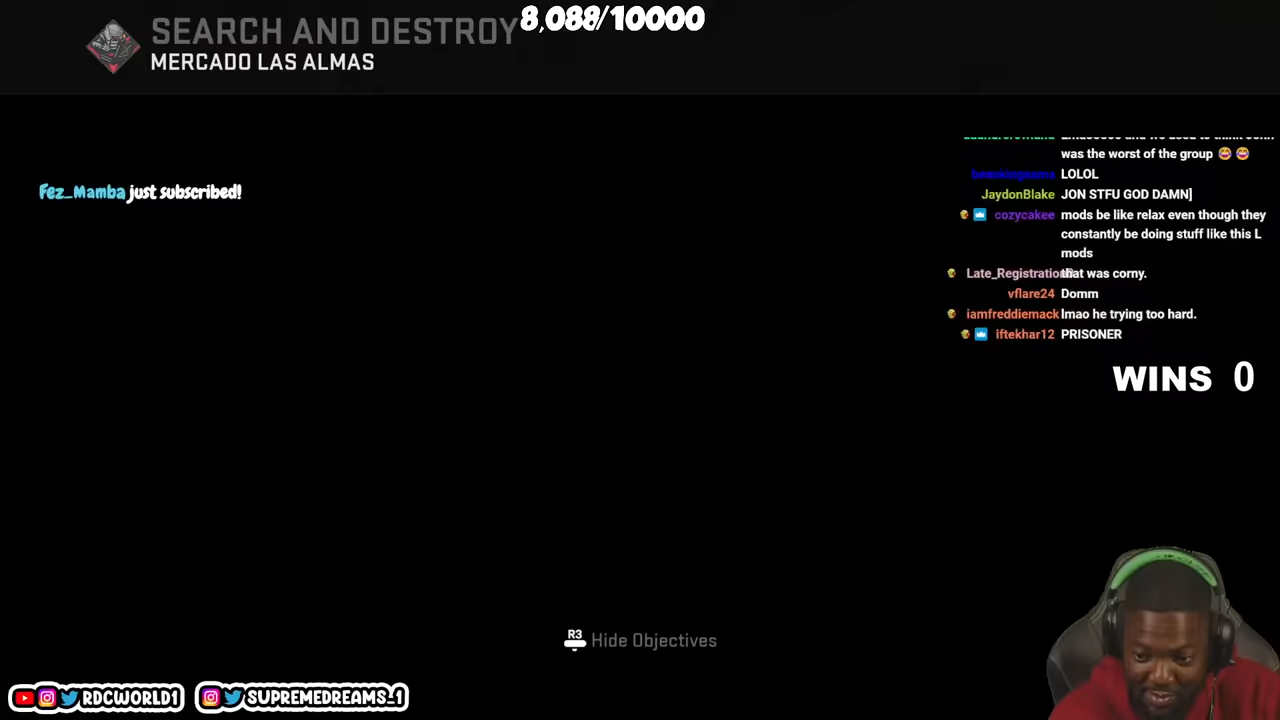 8,088/10000
SEARCH AND DESTROY
MERCADO LAS ALMAS
Fez_Mamba just subscribed!
was the worst of the group 😂 😂
LOLOL
JaydonBlake JON STFU GOD DAMN]
cozycakee mods be like relax even though they
constantly be doing stuff like this L
mods
Late_Registration that was corny.
vflare24 Domm
iamfreddiemack lmao he trying too hard.
iftekhar12 PRISONER
WINS 0
R3 Hide Objectives
RDCWORLD1 SUPREMEDREAMS_1